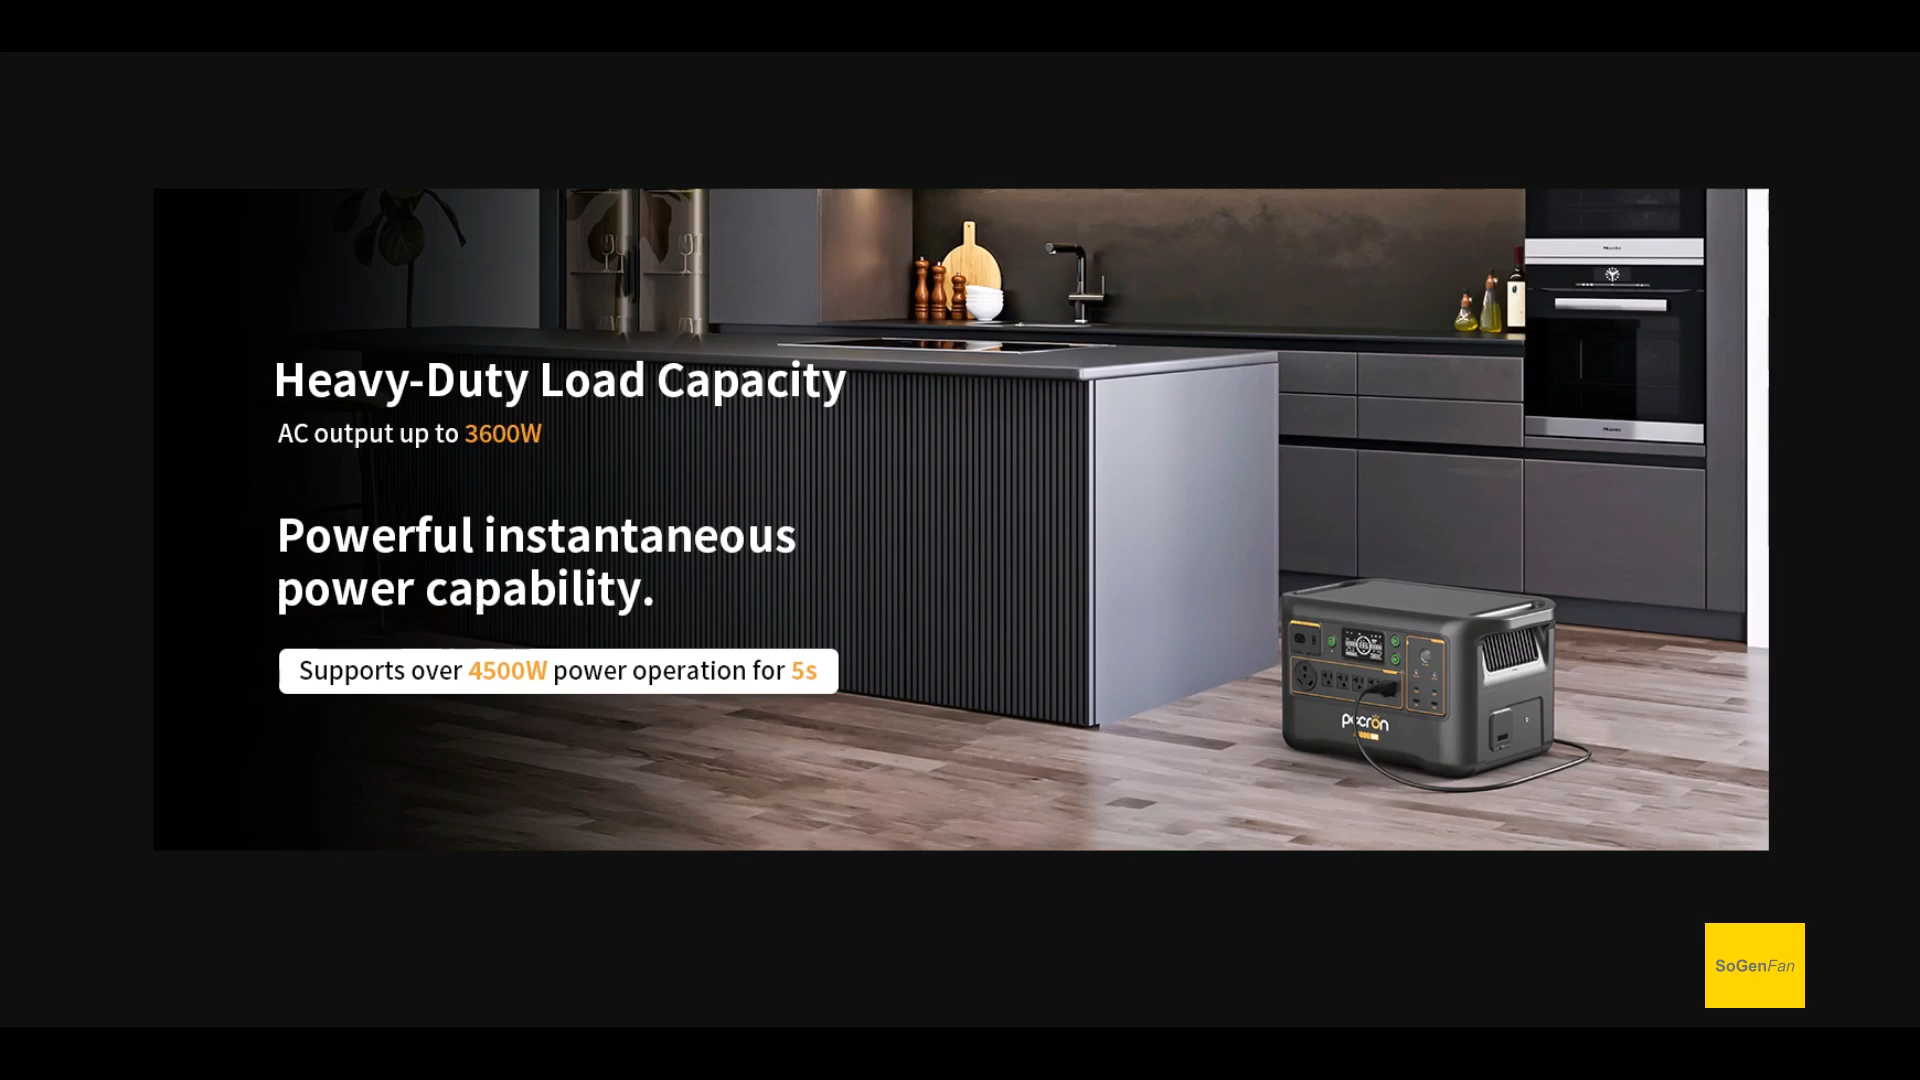 Heavy-Duty Load Capacity
AC output up to 3600W
Powerful instantaneous
power capability.
Supports over 4500W power operation for 5s
pecron
SoGenFan